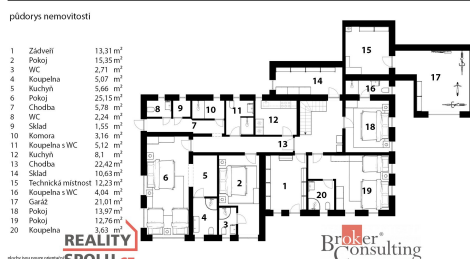 půdorys nemovitosti
1 Zádveří 13,31 m²
2 Pokoj 15,35 m²
3 WC 2,71 m²
4 Koupelna 5,07 m²
5 Kuchyň 5,66 m²
6 Pokoj 25,15 m²
7 Chodba 5,78 m²
8 WC 2,24 m²
9 Sklad 1,55 m²
10 Komora 3,16 m²
11 Koupelna s WC 5,12 m²
12 Kuchyň 8,1 m²
13 Chodba 22,42 m²
14 Sklad 10,63 m²
15 Technická místnost 12,23 m²
16 Koupelna s WC 4,04 m²
17 Garáž 21,01 m²
18 Pokoj 13,97 m²
19 Pokoj 12,76 m²
20 Koupelna 3,63 m²
15
17
14
16
8 9 10 11 12
18
7
13
6 5 2 1 19
20
4 3
REALITY
Broker
Consulting